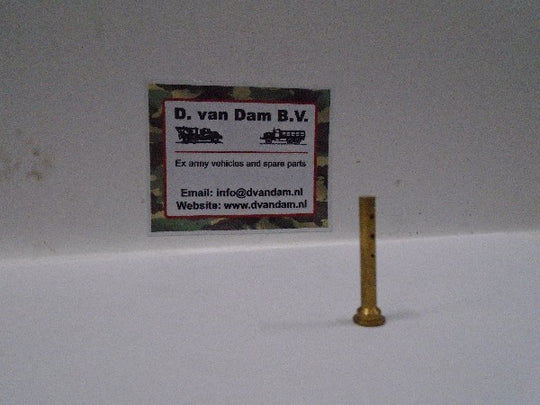 D. van Dam B.V.
Ex army vehicles and spare parts
Email: info@dvandam.nl
Website: www.dvandam.nl